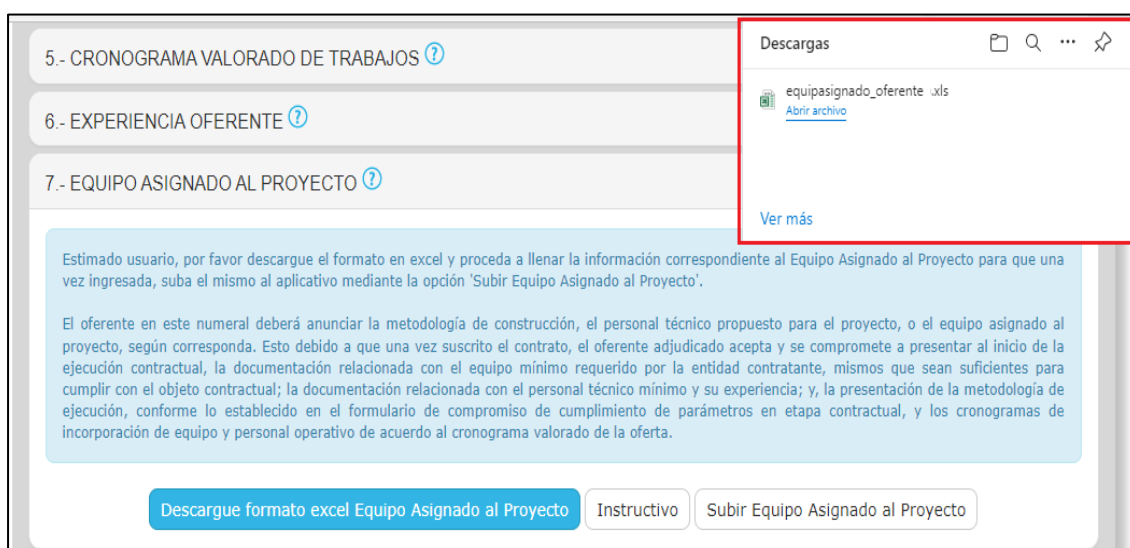 5.- CRONOGRAMA VALORADO DE TRABAJOS ?
6.- EXPERIENCIA OFERENTE ?
7.- EQUIPO ASIGNADO AL PROYECTO ?
Descargas
equipasignado_oferente .xls
Abrir archivo
Ver más
Estimado usuario, por favor descargue el formato en excel y proceda a llenar la información correspondiente al Equipo Asignado al Proyecto para que una
vez ingresada, suba el mismo al aplicativo mediante la opción 'Subir Equipo Asignado al Proyecto'.
El oferente en este numeral deberá anunciar la metodología de construcción, el personal técnico propuesto para el proyecto, o el equipo asignado al
proyecto, según corresponda. Esto debido a que una vez suscrito el contrato, el oferente adjudicado acepta y se compromete a presentar al inicio de la
ejecución contractual, la documentación relacionada con el equipo mínimo requerido por la entidad contratante, mismos que sean suficientes para
cumplir con el objeto contractual; la documentación relacionada con el personal técnico mínimo y su experiencia; y, la presentación de la metodología de
ejecución, conforme lo establecido en el formulario de compromiso de cumplimiento de parámetros en etapa contractual, y los cronogramas de
incorporación de equipo y personal operativo de acuerdo al cronograma valorado de la oferta.
Descargue formato excel Equipo Asignado al Proyecto
Instructivo
Subir Equipo Asignado al Proyecto